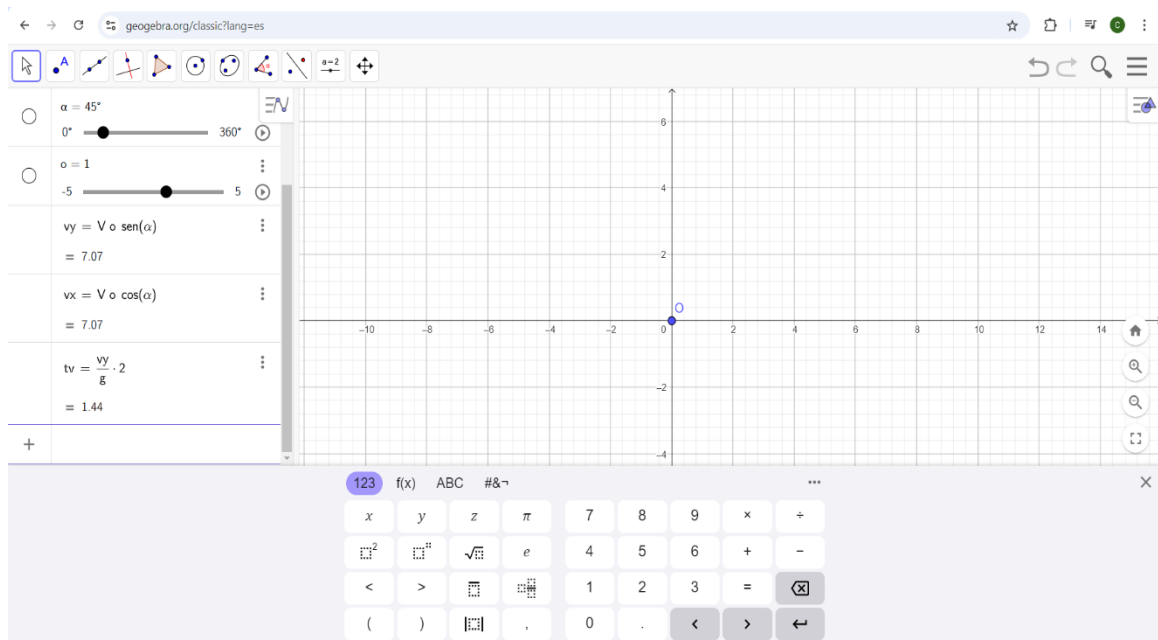 geogebra.org/classic?lang=es
C
A
a=2
α = 45°
0° 360°
o = 1
-5 5
vy = V o sen(α)
= 7.07
vx = V o cos(α)
= 7.07
tv = vy/g · 2
= 1.44
+
6
4
2
O
−10 −8 −6 −4 −2 0 2 4 6 8 10 12 14
−2
−4
123 f(x) ABC #&¬ ...
x y z π 7 8 9 × ÷
□² □^□ √□ e 4 5 6 + −
< > 1 2 3 =
( ) |□| , 0 . < >